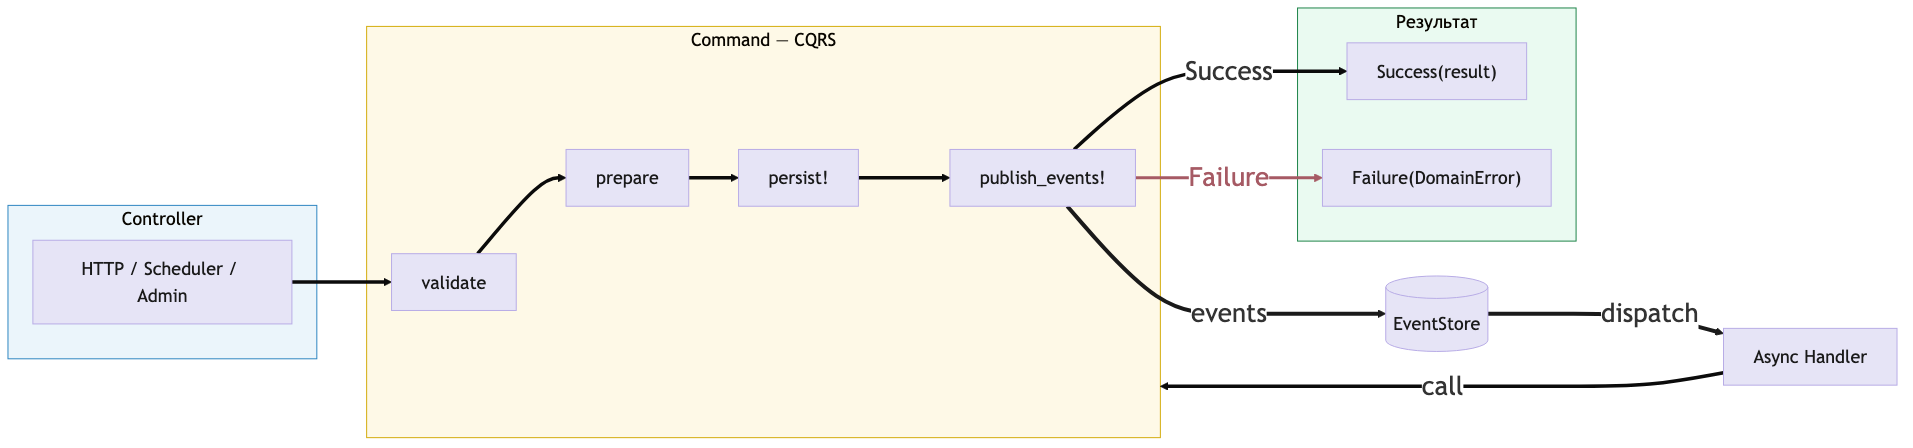 Controller
HTTP / Scheduler /
Admin
Command — CQRS
validate
prepare
persist!
publish_events!
Success
Failure
events
Результат
Success(result)
Failure(DomainError)
EventStore
dispatch
Async Handler
call